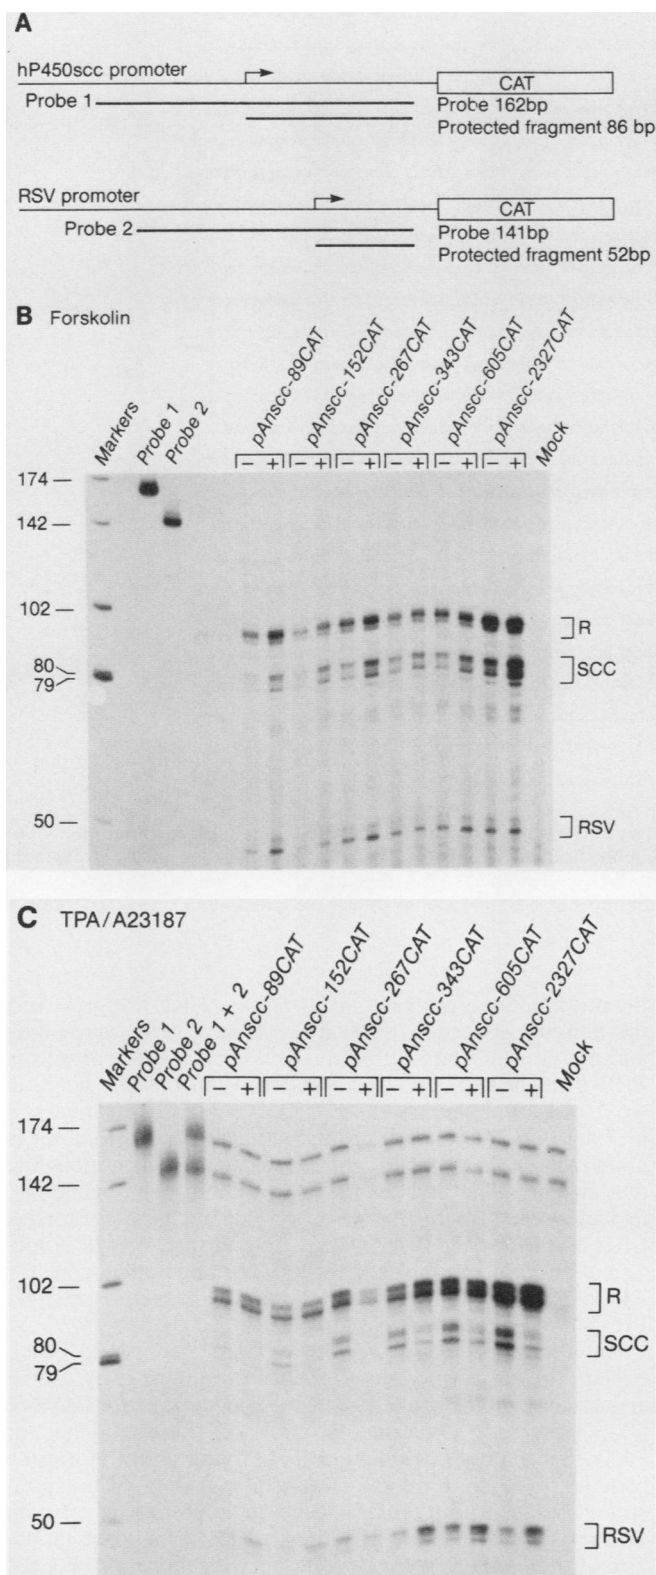 A
hP450scc promoter
CAT
Probe 1
Probe 162bp
Protected fragment 86 bp
RSV promoter
CAT
Probe 2
Probe 141bp
Protected fragment 52bp
B Forskolin
Markers
Probe 1
Probe 2
pAnscc-89CAT
pAnscc-152CAT
pAnscc-267CAT
pAnscc-343CAT
pAnscc-605CAT
pAnscc-2327CAT
Mock
− + − + − + − + − + − +
174
142
102
80
79
50
R
SCC
RSV
C TPA/A23187
Markers
Probe 1
Probe 2
Probe 1 + 2
pAnscc-89CAT
pAnscc-152CAT
pAnscc-267CAT
pAnscc-343CAT
pAnscc-605CAT
pAnscc-2327CAT
Mock
− + − + − + − + − + − +
174
142
102
80
79
50
R
SCC
RSV